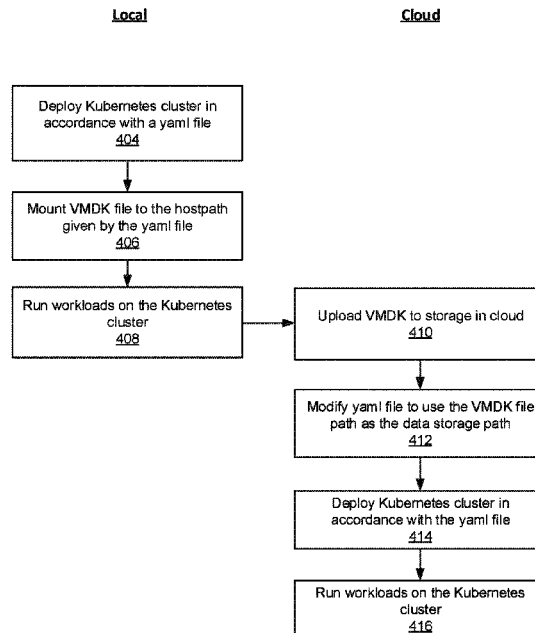 Local
Cloud
Deploy Kubernetes cluster in
accordance with a yaml file
404
Mount VMDK file to the hostpath
given by the yaml file
406
Run workloads on the Kubernetes
cluster
408
Upload VMDK to storage in cloud
410
Modify yaml file to use the VMDK file
path as the data storage path
412
Deploy Kubernetes cluster in
accordance with the yaml file
414
Run workloads on the Kubernetes
cluster
416